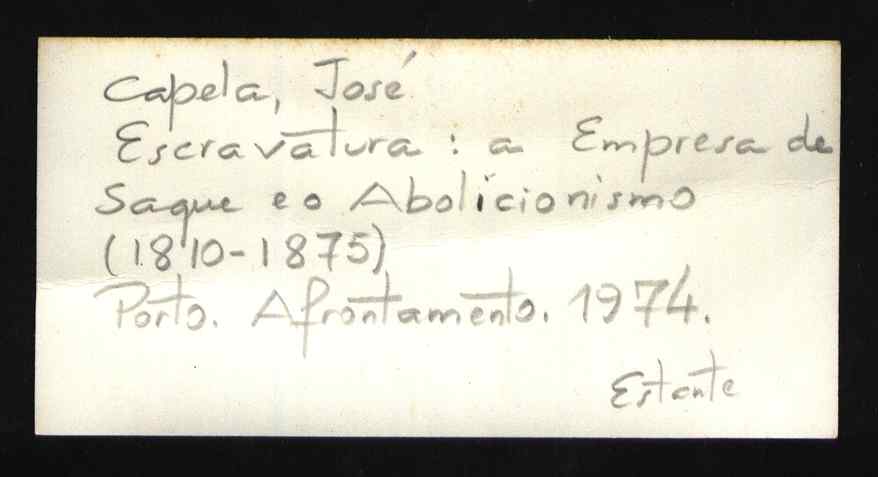 Capela, José
Escravatura : a Empresa de
Saque e o Abolicionismo
(1810-1875)
Porto. Afrontamento. 1974.
Estante